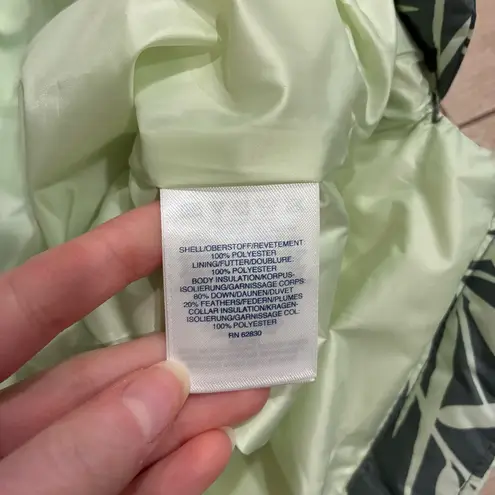 SHELL/OBERSTOFF/REVETEMENT
100% POLYESTER
LINING/FUTTER/DOUBLURE:
100% POLYESTER
BODY INSULATION/KORPUS-
ISOLIERUNG/GARNISSAGE CORPS:
80% DOWN/DAUNEN/DUVET
20% FEATHERS/FEDERN/PLUMES
COLLAR INSULATION/KRAGEN-
ISOLIERUNG/GARNISSAGE COL:
100% POLYESTER
RN 62830